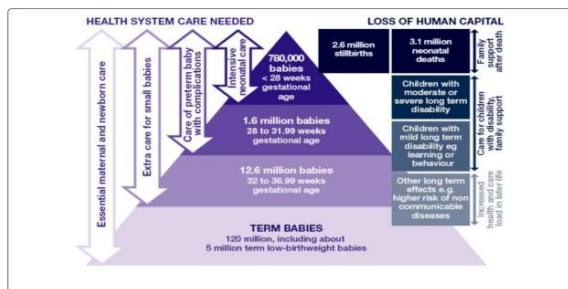 HEALTH SYSTEM CARE NEEDED
LOSS OF HUMAN CAPITAL
Essential maternal and newborn care
Extra care for small babies
Care of preterm baby
with complications
Intensive
neonatal care
780,000
babies
< 28 weeks
gestational
age
1.6 million babies
28 to 31.99 weeks
gestational age
12.6 million babies
32 to 36.99 weeks
gestational age
TERM BABIES
120 million, including about
5 million term low-birthweight babies
2.6 million
stillbirths
3.1 million
neonatal
deaths
Family
support
after death
Children with
moderate or
severe long term
disability
Children with
mild long term
disability eg
learning or
behaviour
Care for children
with disability,
family support
Other long term
effects e.g.
higher risk of non
communicable
diseases
Increased
health and care
load in later life